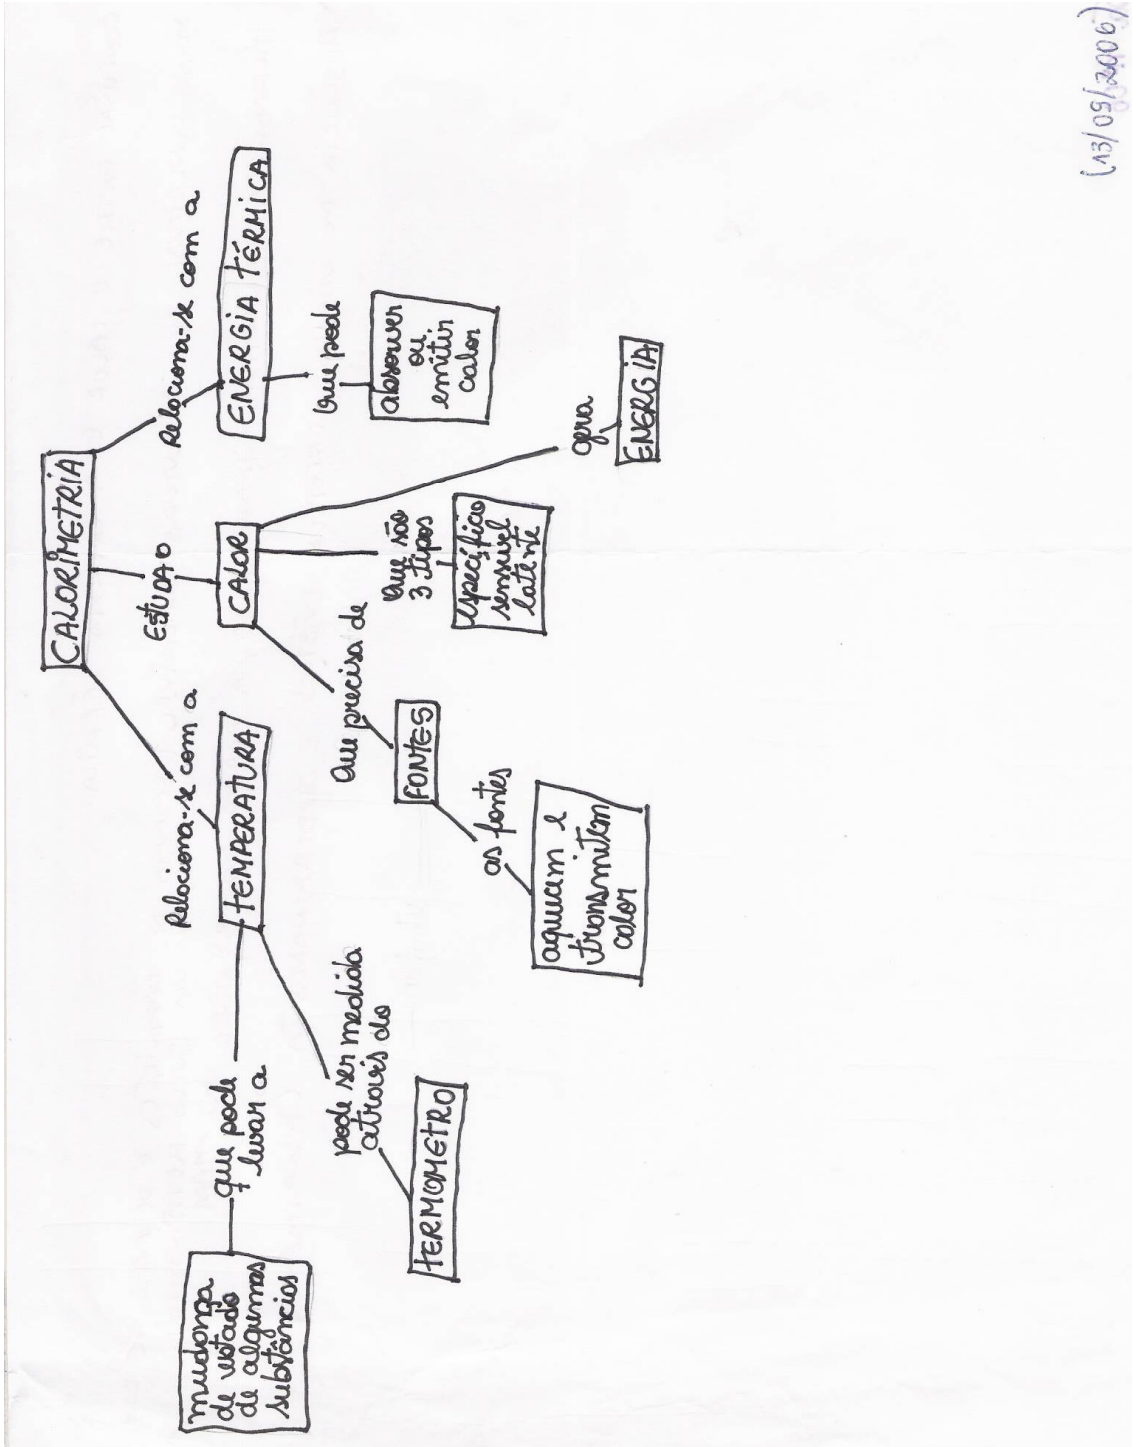 (13/09/2006)
CALORIMETRIA
Relaciona-se com a
ESTUDA O
Relaciona-se com a
TEMPERATURA
CALOR
ENERGIA TÉRMICA
que pode
levar a
mudança
de estado
de algumas
substâncias
pode ser medida
através do
TERMOMETRO
que precisa de
FONTES
as fontes
aquecem e
transmitem
calor
que são
3 tipos
específico
sensível
latente
gera
ENERGIA
que pode
absorver
ou
emitir
calor